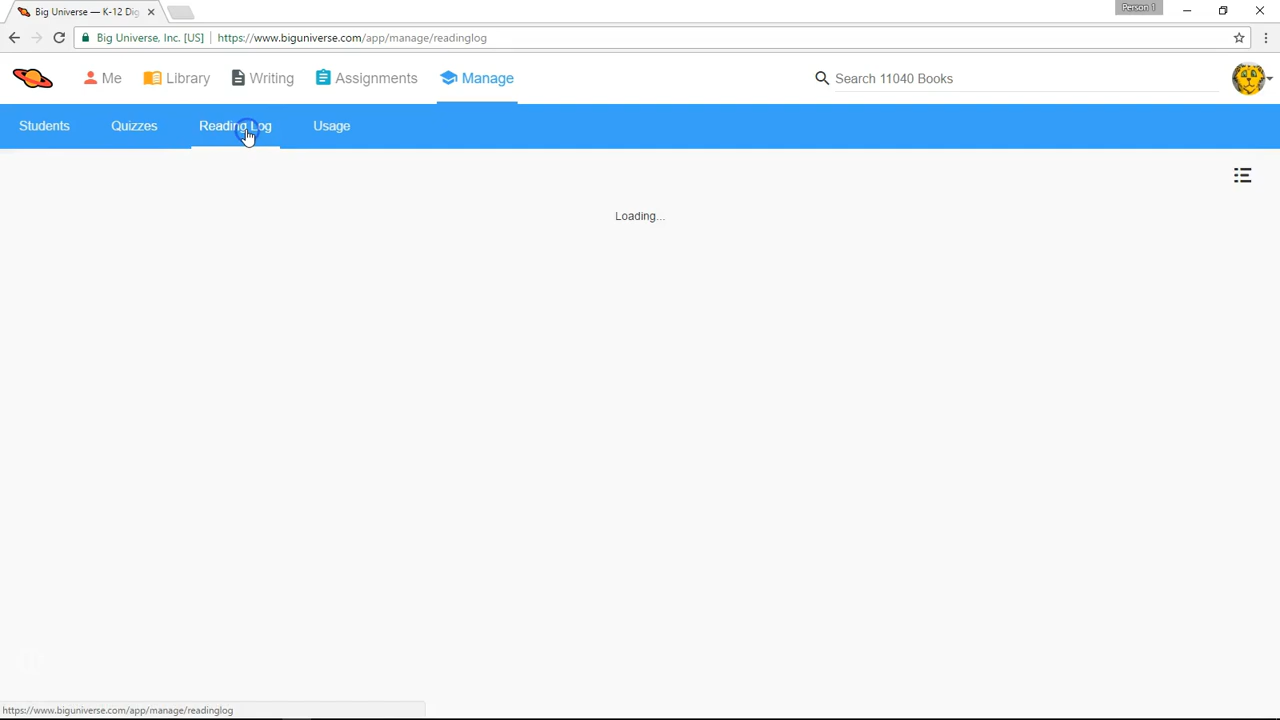 Big Universe — K-12 Dig
Person 1
Big Universe, Inc. [US]
https://www.biguniverse.com/app/manage/readinglog
Me
Library
Writing
Assignments
Manage
Search 11040 Books
Students
Quizzes
Reading Log
Usage
Loading...
https://www.biguniverse.com/app/manage/readinglog